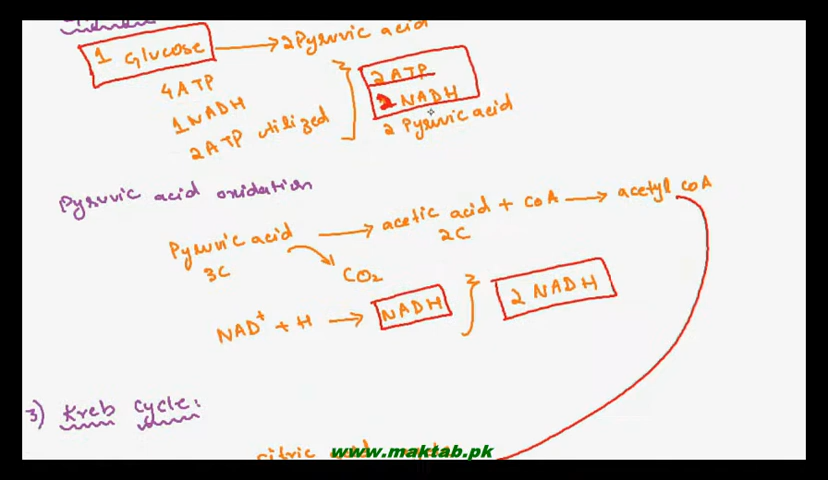 1 Glucose → 2 Pyruvic acid
4 ATP
1 NADH
2 ATP utilized
2 ATP
2 NADH
2 Pyruvic acid
Pyruvic acid oxidation
Pyruvic acid → acetic acid + CoA → acetyl CoA
3C 2C
CO2
NAD+ + H → NADH } 2 NADH
3) Kreb Cycle:
citric acid
www.maktab.pk